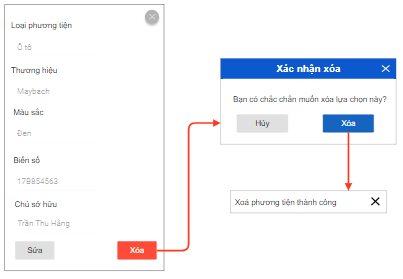 Loại phương tiện
Ô tô
Thương hiệu
Maybach
Màu sắc
Đen
Biển số
179854563
Chủ sở hữu
Trần Thu Hằng
Sửa
Xóa
Xác nhận xóa
Bạn có chắc chắn muốn xóa lựa chọn này?
Hủy
Xóa
Xoá phương tiện thành công